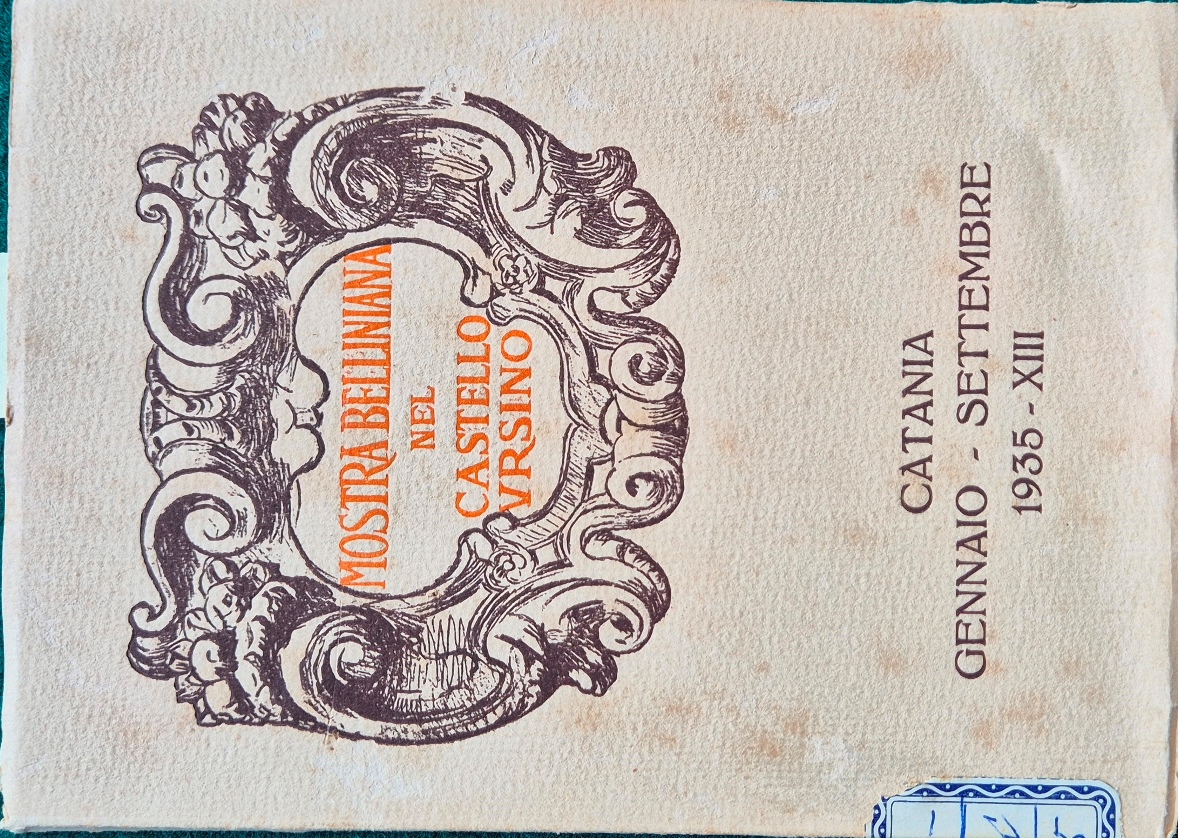 MOSTRA BELLINIANA
NEL
CASTELLO
VRSINO
CATANIA
GENNAIO - SETTEMBRE
1935 - XIII